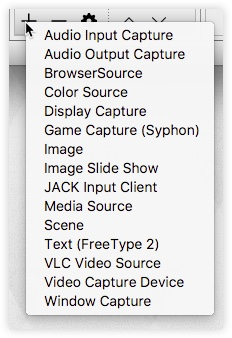 Audio Input Capture
Audio Output Capture
BrowserSource
Color Source
Display Capture
Game Capture (Syphon)
Image
Image Slide Show
JACK Input Client
Media Source
Scene
Text (FreeType 2)
VLC Video Source
Video Capture Device
Window Capture